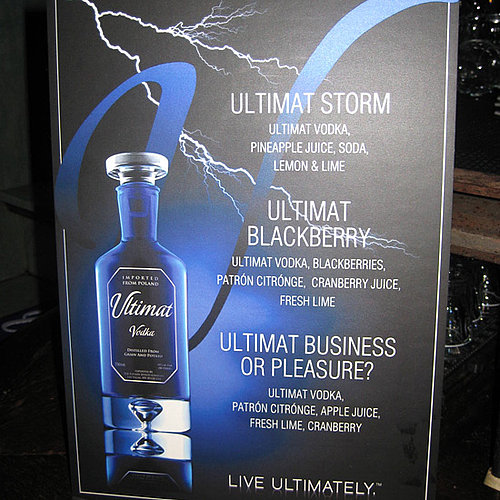 ULTIMAT STORM
ULTIMAT VODKA,
PINEAPPLE JUICE, SODA,
LEMON & LIME
ULTIMAT
BLACKBERRY
ULTIMAT VODKA, BLACKBERRIES,
PATRÓN CITRÓNGE, CRANBERRY JUICE,
FRESH LIME
ULTIMAT BUSINESS
OR PLEASURE?
ULTIMAT VODKA,
PATRÓN CITRÓNGE, APPLE JUICE,
FRESH LIME, CRANBERRY
LIVE ULTIMATELY™
IMPORTED
FROM POLAND
Ultimat
Vodka
DISTILLED FROM
GRAIN AND POTATO